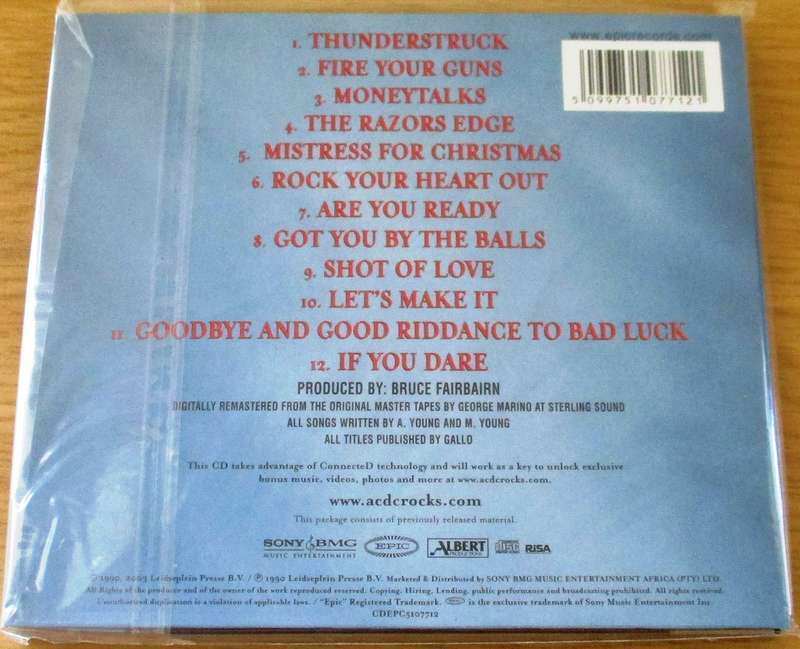 www.epicrecords.com
1. THUNDERSTRUCK
2. FIRE YOUR GUNS
3. MONEYTALKS
5 099751 077121
4. THE RAZORS EDGE
5. MISTRESS FOR CHRISTMAS
6. ROCK YOUR HEART OUT
7. ARE YOU READY
8. GOT YOU BY THE BALLS
9. SHOT OF LOVE
10. LET'S MAKE IT
11. GOODBYE AND GOOD RIDDANCE TO BAD LUCK
12. IF YOU DARE
PRODUCED BY: BRUCE FAIRBAIRN
DIGITALLY REMASTERED FROM THE ORIGINAL MASTER TAPES BY GEORGE MARINO AT STERLING SOUND
ALL SONGS WRITTEN BY A. YOUNG AND M. YOUNG
ALL TITLES PUBLISHED BY GALLO
This CD takes advantage of ConnecteD technology and will work as a key to unlock exclusive
bonus music, videos, photos and more at www.acdcrocks.com.
www.acdcrocks.com
This package consists of previously released material.
SONY BMG
MUSIC ENTERTAINMENT
EPIC
ALBERT
PRODUCTIONS
RISA
© 1990, 2003 Leidseplein Presse B.V. / ℗ 1990 Leidseplein Presse B.V. Marketed & Distributed by SONY BMG MUSIC ENTERTAINMENT AFRICA (PTY) LTD.
All Rights of the producer and of the owner of the work reproduced reserved. Copying, Hiring, Lending, public performance and broadcasting prohibited. All rights reserved.
Unauthorized duplication is a violation of applicable laws. / "Epic" Registered Trademark. is the exclusive trademark of Sony Music Entertainment Inc
CDEPC5107712